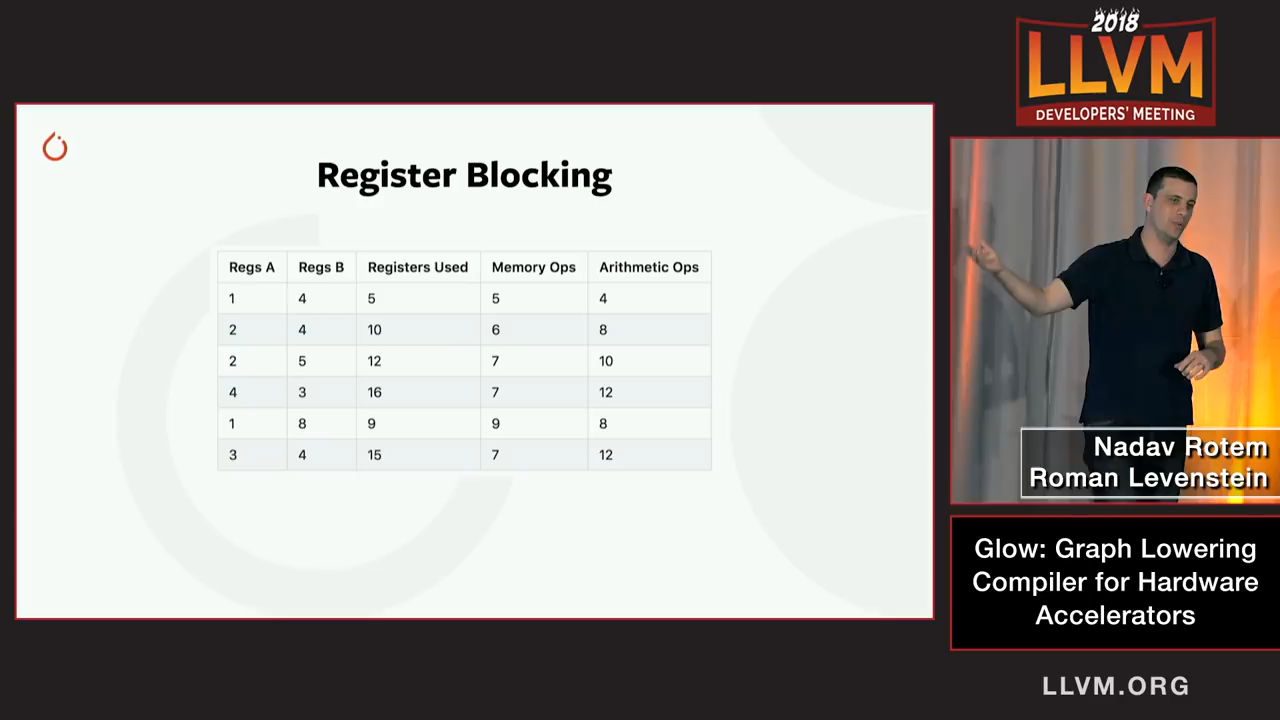 2018
LLVM
DEVELOPERS' MEETING
Register Blocking
Regs A Regs B Registers Used Memory Ops Arithmetic Ops
1 4 5 5 4
2 4 10 6 8
2 5 12 7 10
4 3 16 7 12
1 8 9 9 8
3 4 15 7 12
Nadav Rotem
Roman Levenstein
Glow: Graph Lowering
Compiler for Hardware
Accelerators
LLVM.ORG